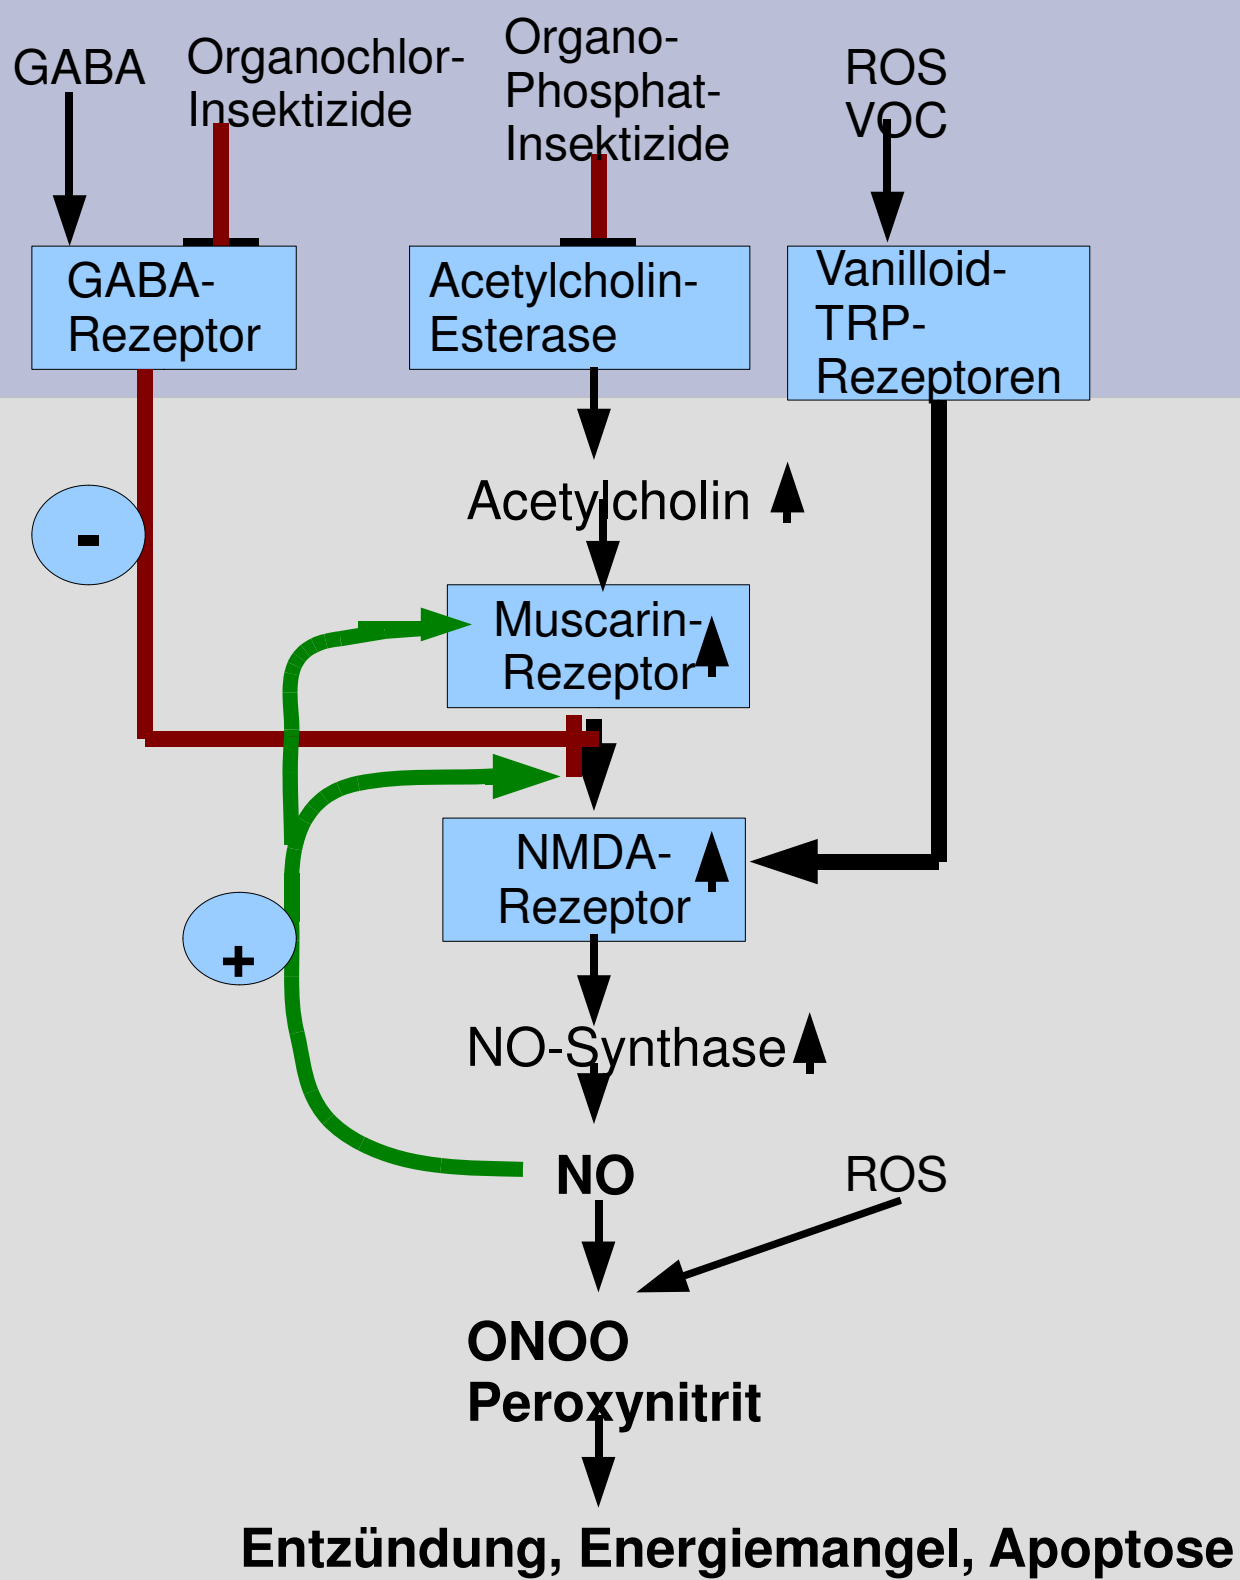 GABA
Organochlor-
Insektizide
Organo-
Phosphat-
Insektizide
ROS
VOC
GABA-
Rezeptor
Acetylcholin-
Esterase
Vanilloid-
TRP-
Rezeptoren
Acetylcholin
-
Muscarin-
Rezeptor
NMDA-
Rezeptor
+
NO-Synthase
NO
ROS
ONOO
Peroxynitrit
Entzündung, Energiemangel, Apoptose